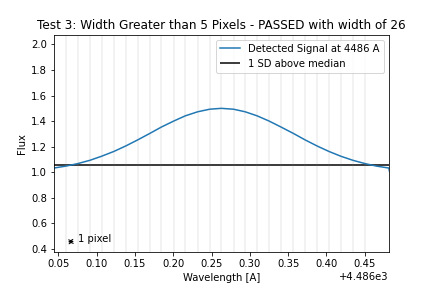 Test 3: Width Greater than 5 Pixels - PASSED with width of 26
2.0
1.8
1.6
1.4
1.2
1.0
0.8
0.6
0.4
Flux
Detected Signal at 4486 A
1 SD above median
1 pixel
0.05 0.10 0.15 0.20 0.25 0.30 0.35 0.40 0.45
Wavelength [A]
+4.486e3